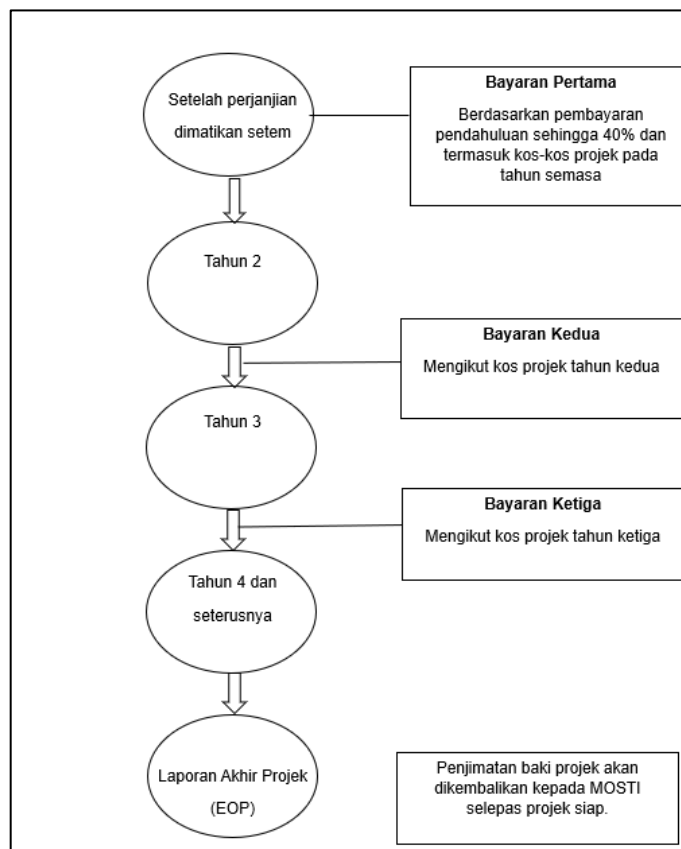 Setelah perjanjian
dimatikan setem
Bayaran Pertama
Berdasarkan pembayaran
pendahuluan sehingga 40% dan
termasuk kos-kos projek pada
tahun semasa
Tahun 2
Bayaran Kedua
Mengikut kos projek tahun kedua
Tahun 3
Bayaran Ketiga
Mengikut kos projek tahun ketiga
Tahun 4 dan
seterusnya
Laporan Akhir Projek
(EOP)
Penjimatan baki projek akan
dikembalikan kepada MOSTI
selepas projek siap.